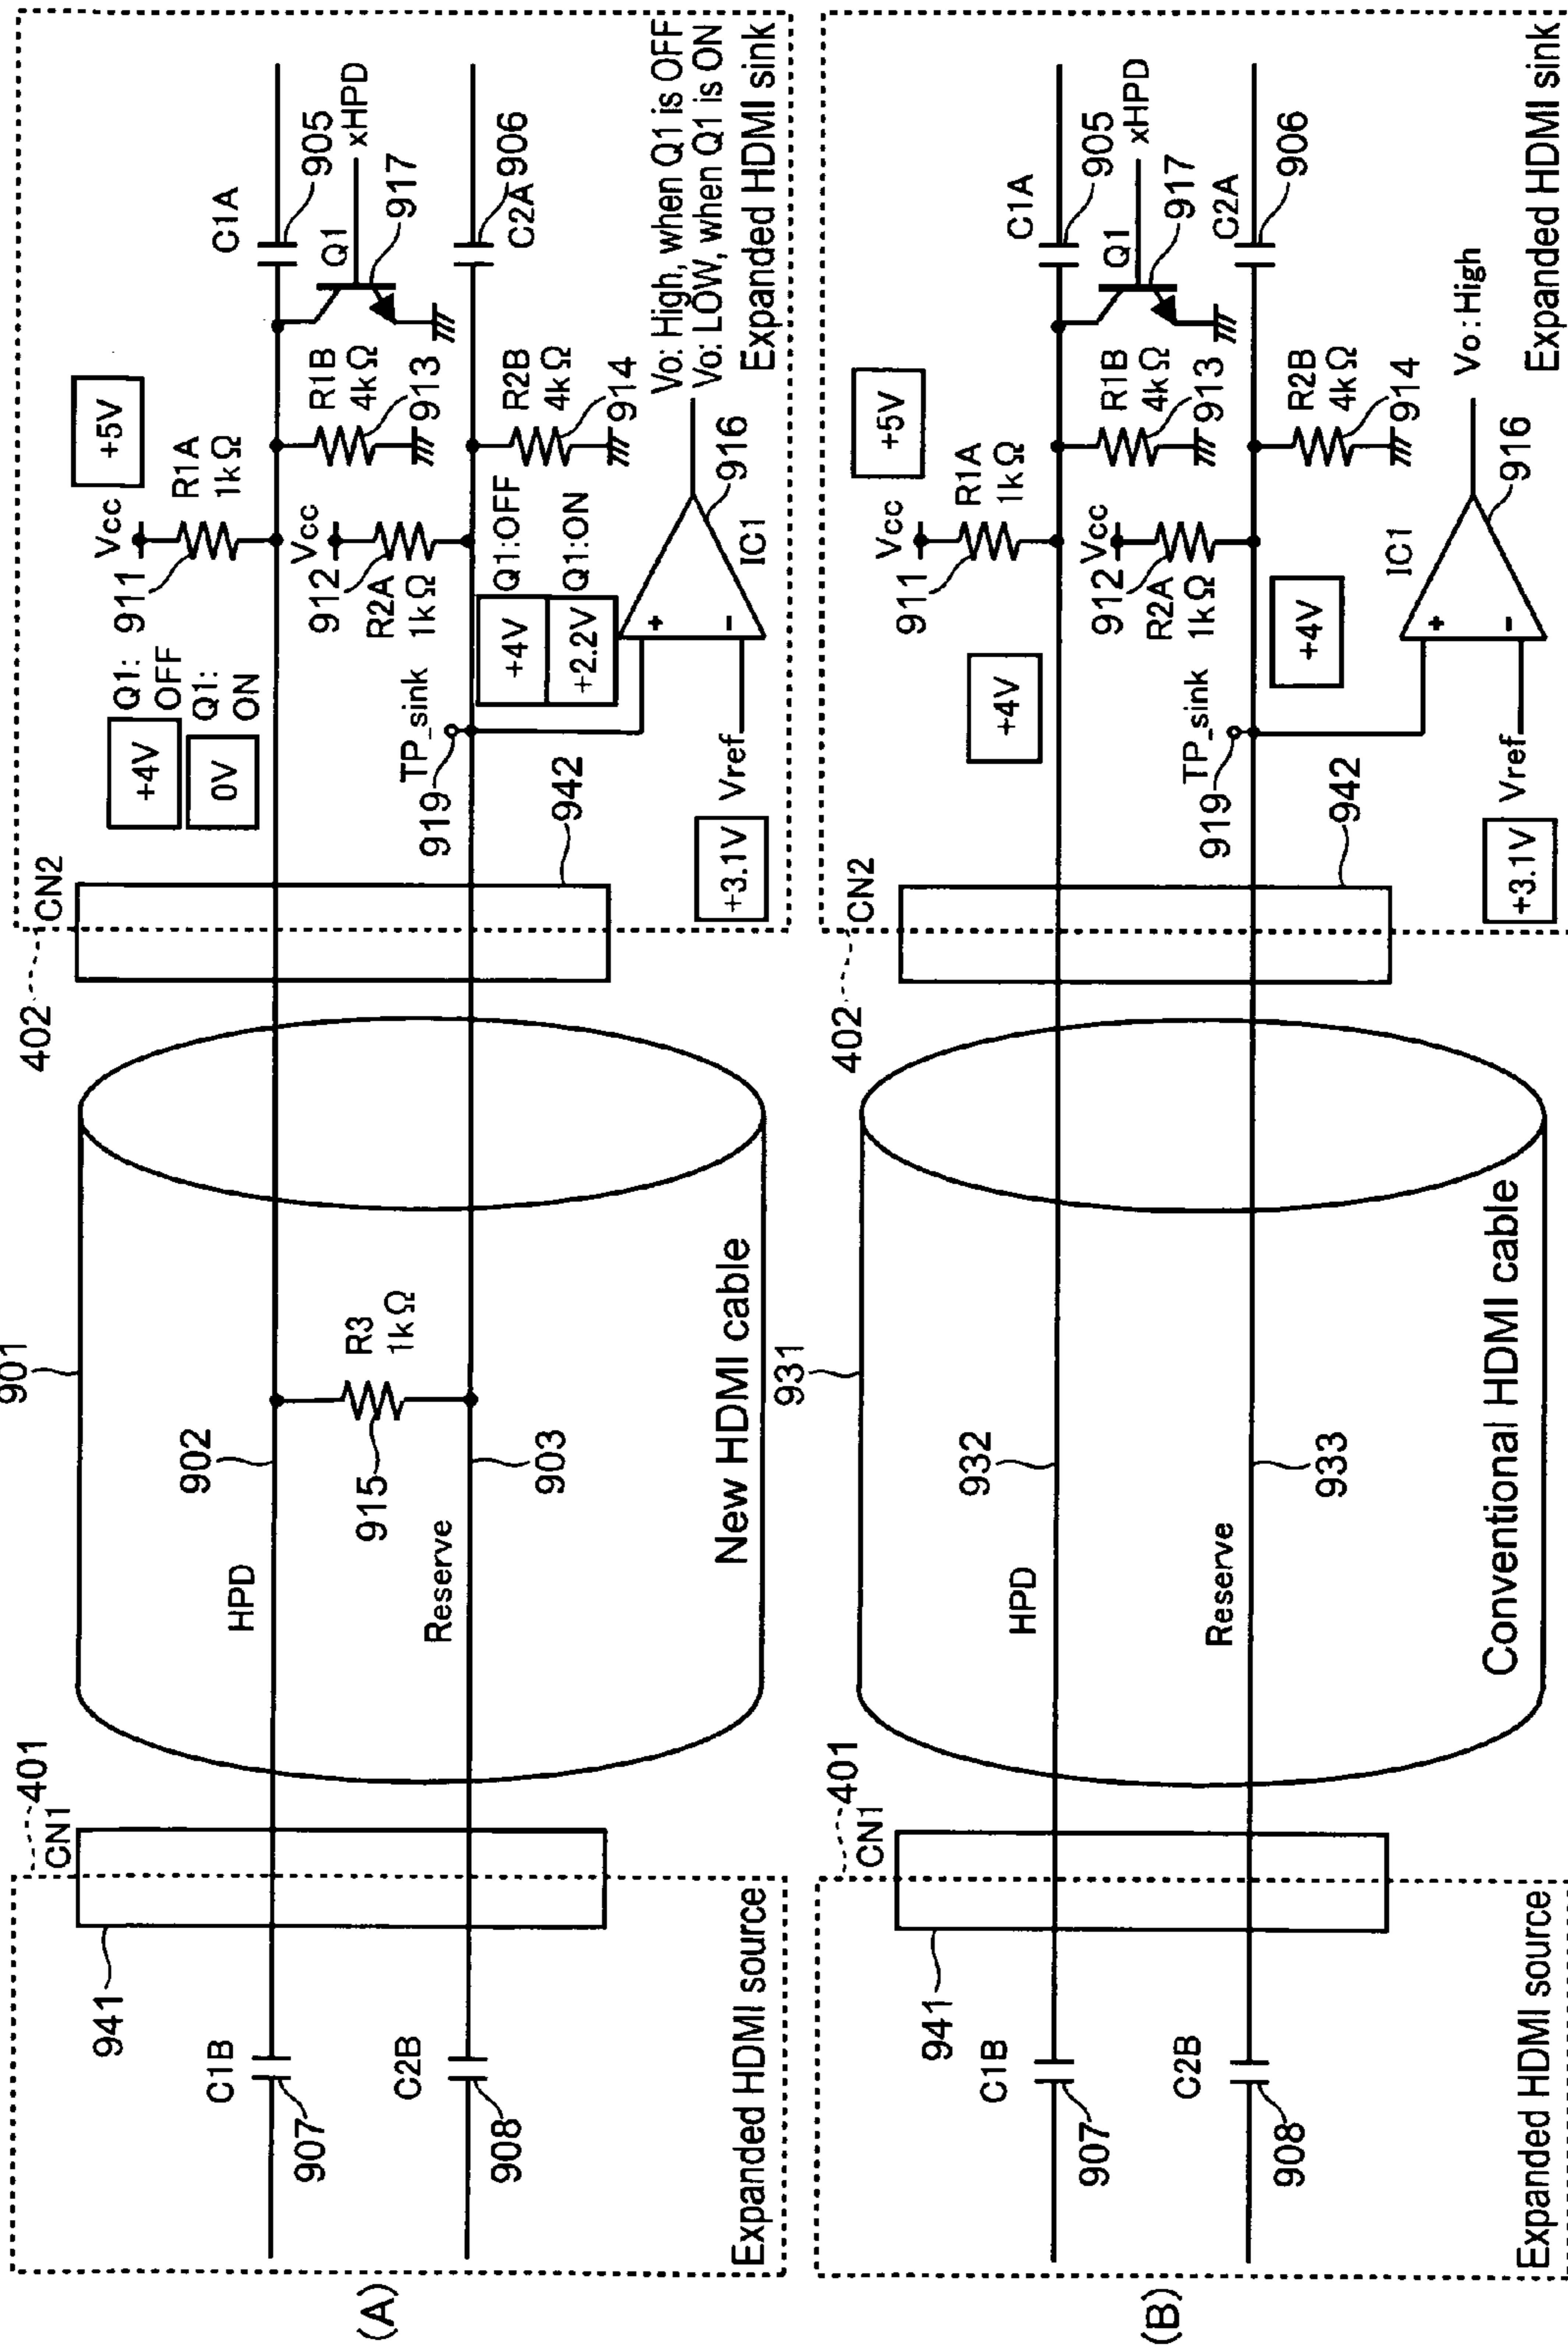 (A)
Expanded HDMI source
941
C1B
907
C2B
908
CN1
401
901
902
HPD
915
R3
1kΩ
Reserve
903
New HDMI cable
402
CN2
942
+4V
Q1:
OFF
0V
Q1:
ON
911
Vcc
+5V
R1A
1kΩ
R1B
4kΩ
913
C1A
905
Q1
xHPD
917
919
TP_sink
912
Vcc
R2A
1kΩ
+4V
Q1:OFF
+2.2V
Q1:ON
R2B
4kΩ
914
C2A
906
+3.1V
Vref
+
-
IC1
916
Vo: High, when Q1 is OFF
Vo: LOW, when Q1 is ON
Expanded HDMI sink
(B)
Expanded HDMI source
941
C1B
907
C2B
908
CN1
401
931
932
HPD
Reserve
933
Conventional HDMI cable
402
CN2
942
+4V
911
Vcc
+5V
R1A
1kΩ
R1B
4kΩ
913
C1A
905
Q1
xHPD
917
919
TP_sink
912
Vcc
R2A
1kΩ
+4V
R2B
4kΩ
914
C2A
906
+3.1V
Vref
+
-
IC1
916
Vo:High
Expanded HDMI sink